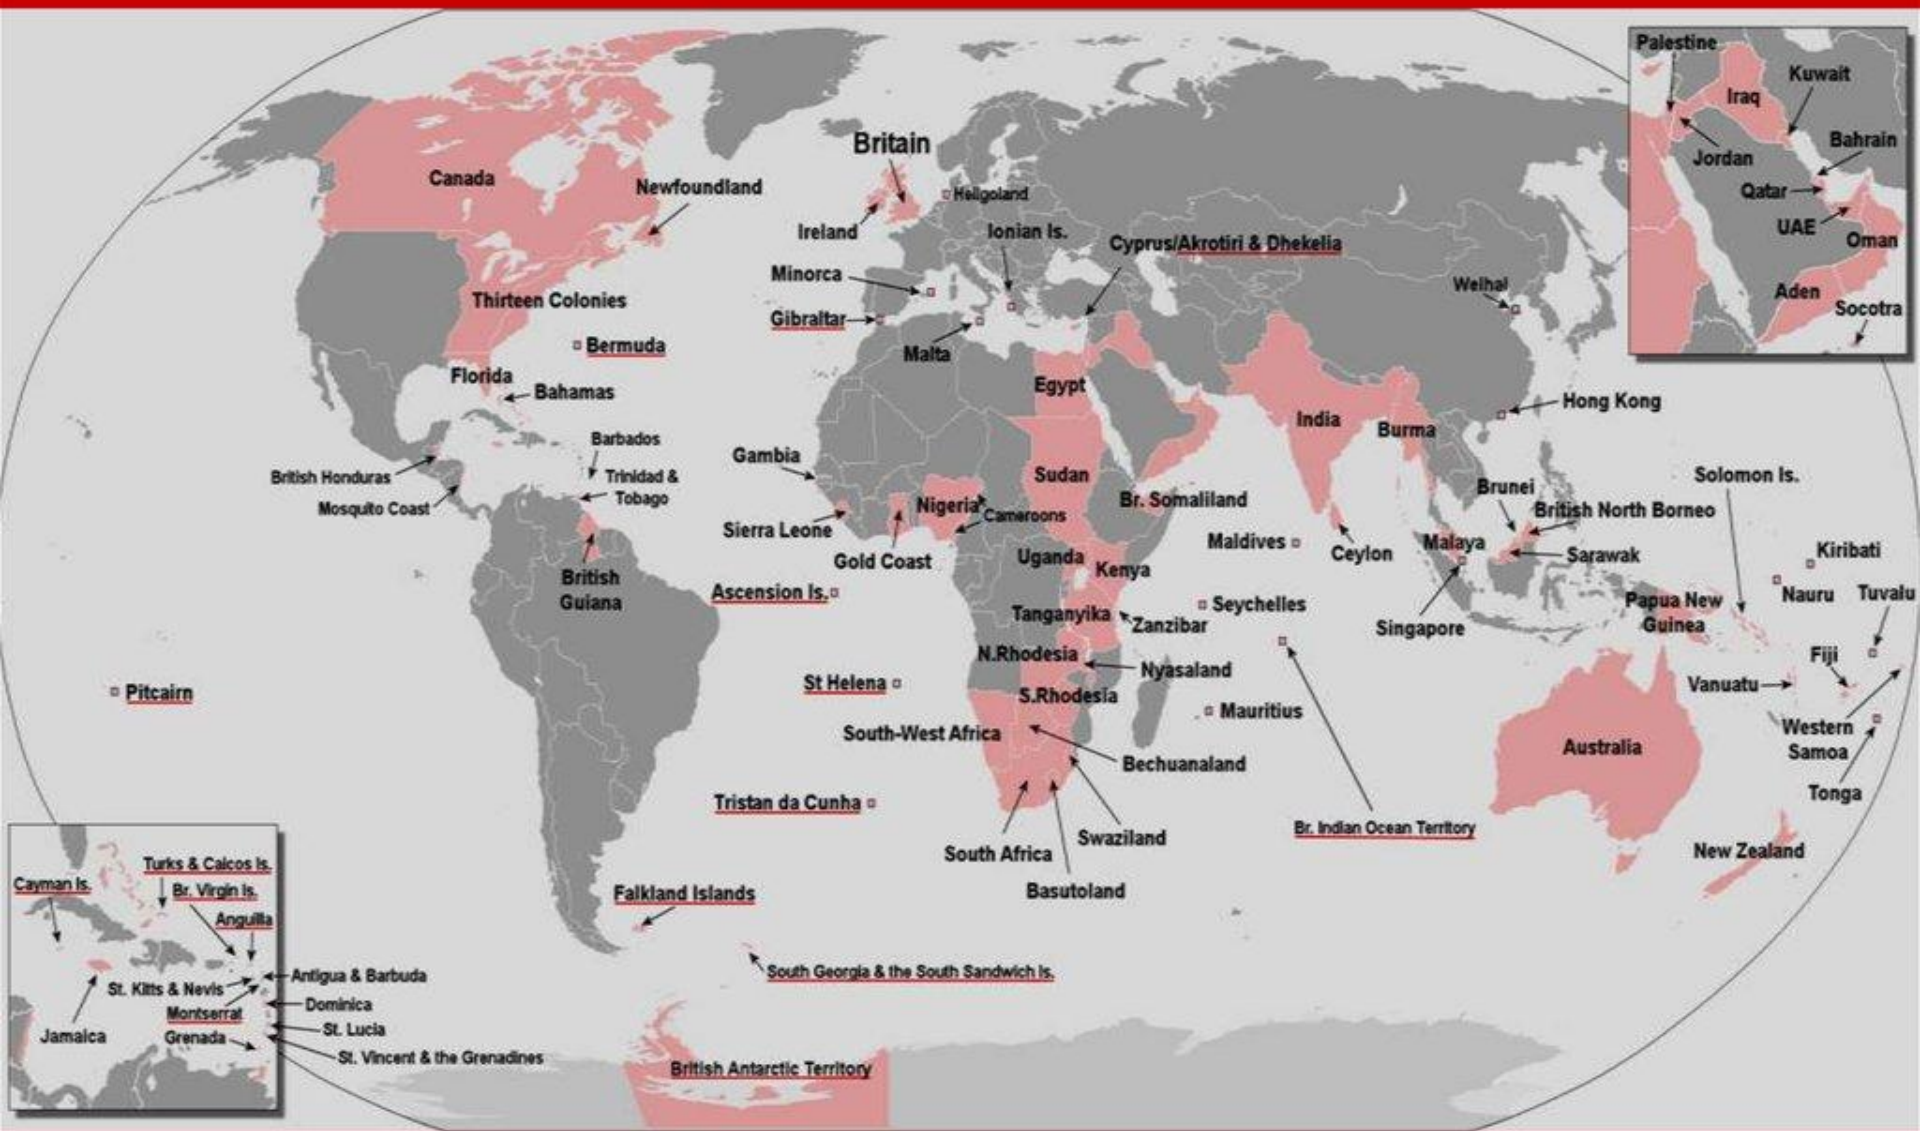 Palestine
Kuwait
Iraq
Bahrain
Jordan
Qatar
UAE
Oman
Aden
Socotra
Britain
Canada
Newfoundland
Heligoland
Ireland
Ionian Is.
Cyprus/Akrotiri & Dhekelia
Minorca
Weihai
Thirteen Colonies
Gibraltar
Bermuda
Malta
Florida
Bahamas
Egypt
Hong Kong
India
Burma
Barbados
Gambia
British Honduras
Trinidad &
Tobago
Sudan
Solomon Is.
Mosquito Coast
Nigeria
Br. Somaliland
Brunei
British North Borneo
Cameroons
Sierra Leone
Gold Coast
Maldives
Ceylon
Malaya
Sarawak
Kiribati
Uganda
Kenya
British
Guiana
Ascension Is.
Seychelles
Nauru
Tuvalu
Papua New
Guinea
Tanganyika
Zanzibar
Singapore
N.Rhodesia
Nyasaland
Fiji
Pitcairn
St Helena
S.Rhodesia
Vanuatu
Mauritius
South-West Africa
Western
Samoa
Australia
Bechuanaland
Tonga
Tristan da Cunha
Br. Indian Ocean Territory
Swaziland
South Africa
New Zealand
Basutoland
Falkland Islands
South Georgia & the South Sandwich Is.
British Antarctic Territory
Turks & Caicos Is.
Cayman Is.
Br. Virgin Is.
Anguilla
Antigua & Barbuda
St. Kitts & Nevis
Dominica
Montserrat
St. Lucia
Jamaica
Grenada
St. Vincent & the Grenadines